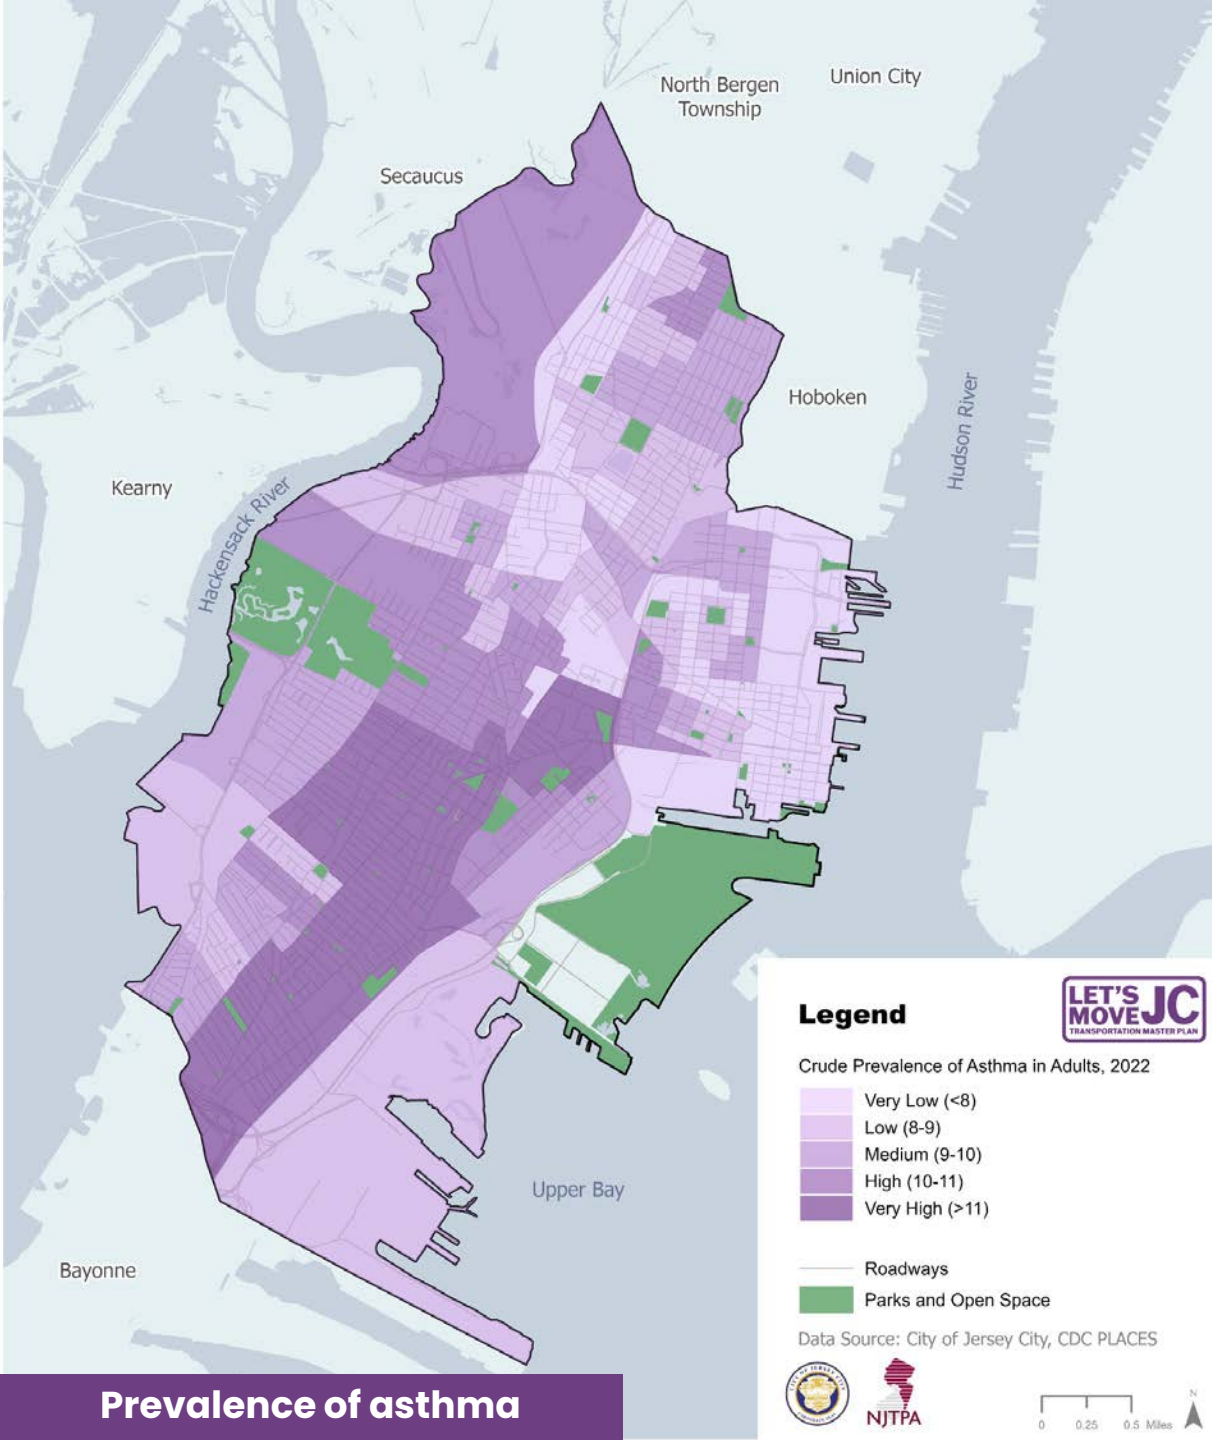 North Bergen
Township
Union City
Secaucus
Hoboken
Hudson River
Kearny
Hackensack River
Upper Bay
Bayonne
Legend
LET'S
MOVE JC
TRANSPORTATION MASTER PLAN
Crude Prevalence of Asthma in Adults, 2022
Very Low (<8)
Low (8-9)
Medium (9-10)
High (10-11)
Very High (>11)
Roadways
Parks and Open Space
Data Source: City of Jersey City, CDC PLACES
NJTPA
N
0 0.25 0.5 Miles
Prevalence of asthma